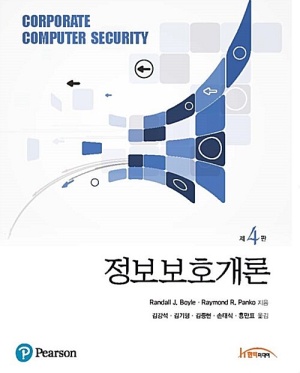 CORPORATE
COMPUTER SECURITY
제 4 판
정보보호개론
Randall J. Boyle · Raymond R. Panko 지음
김강석 · 김기영 · 김종현 · 손태식 · 홍만표 옮김
Pearson